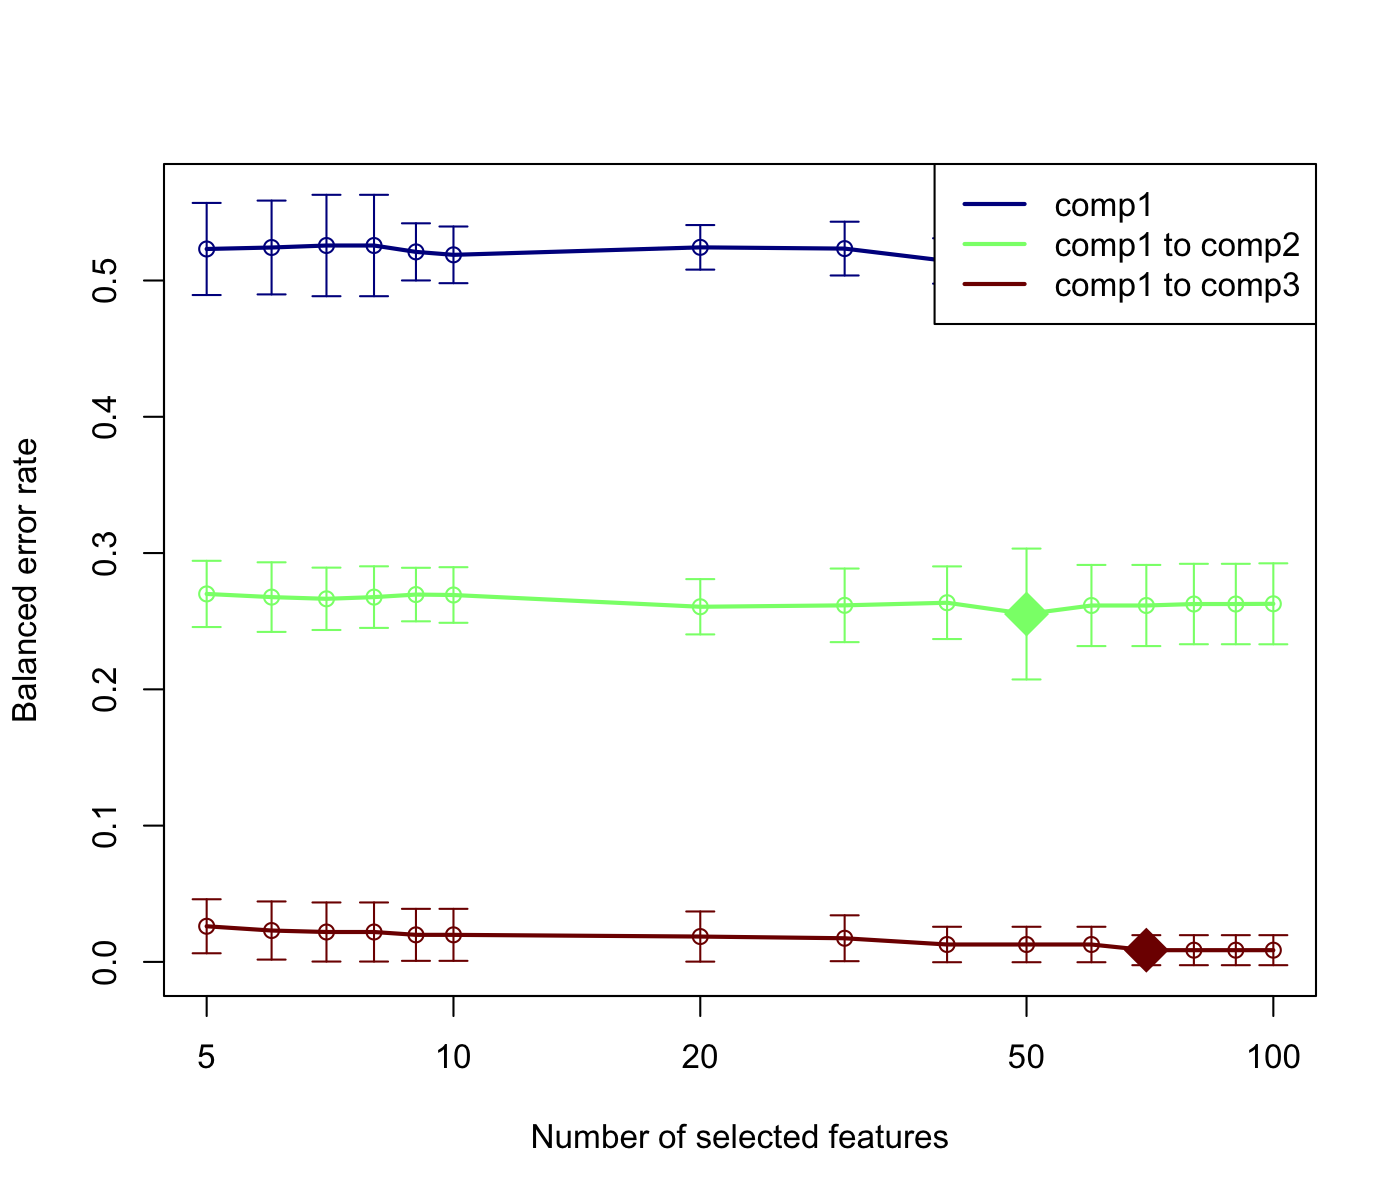 comp1
comp1 to comp2
comp1 to comp3
Balanced error rate
0.5
0.4
0.3
0.2
0.1
0.0
5 10 20 50 100
Number of selected features